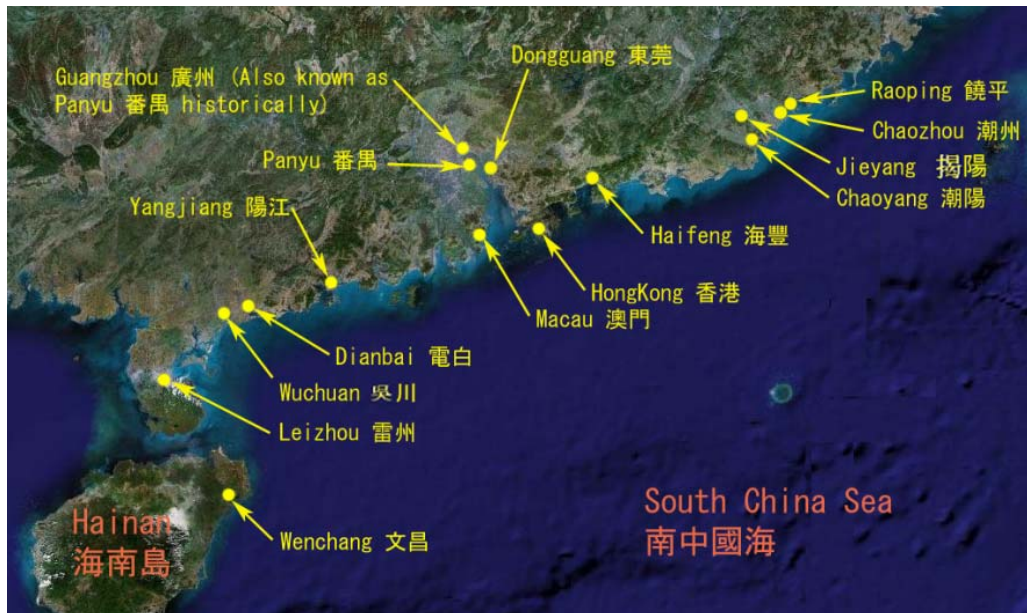 Dongguang 東莞
Guangzhou 廣州 (Also known as
Panyu 番禺 historically)
Raoping 饒平
Chaozhou 潮州
Panyu 番禺
Jieyang 揭陽
Chaoyang 潮陽
Yangjiang 陽江
Haifeng 海豐
HongKong 香港
Macau 澳門
Dianbai 電白
Wuchuan 吳川
Leizhou 雷州
South China Sea
南中國海
Hainan
海南島
Wenchang 文昌